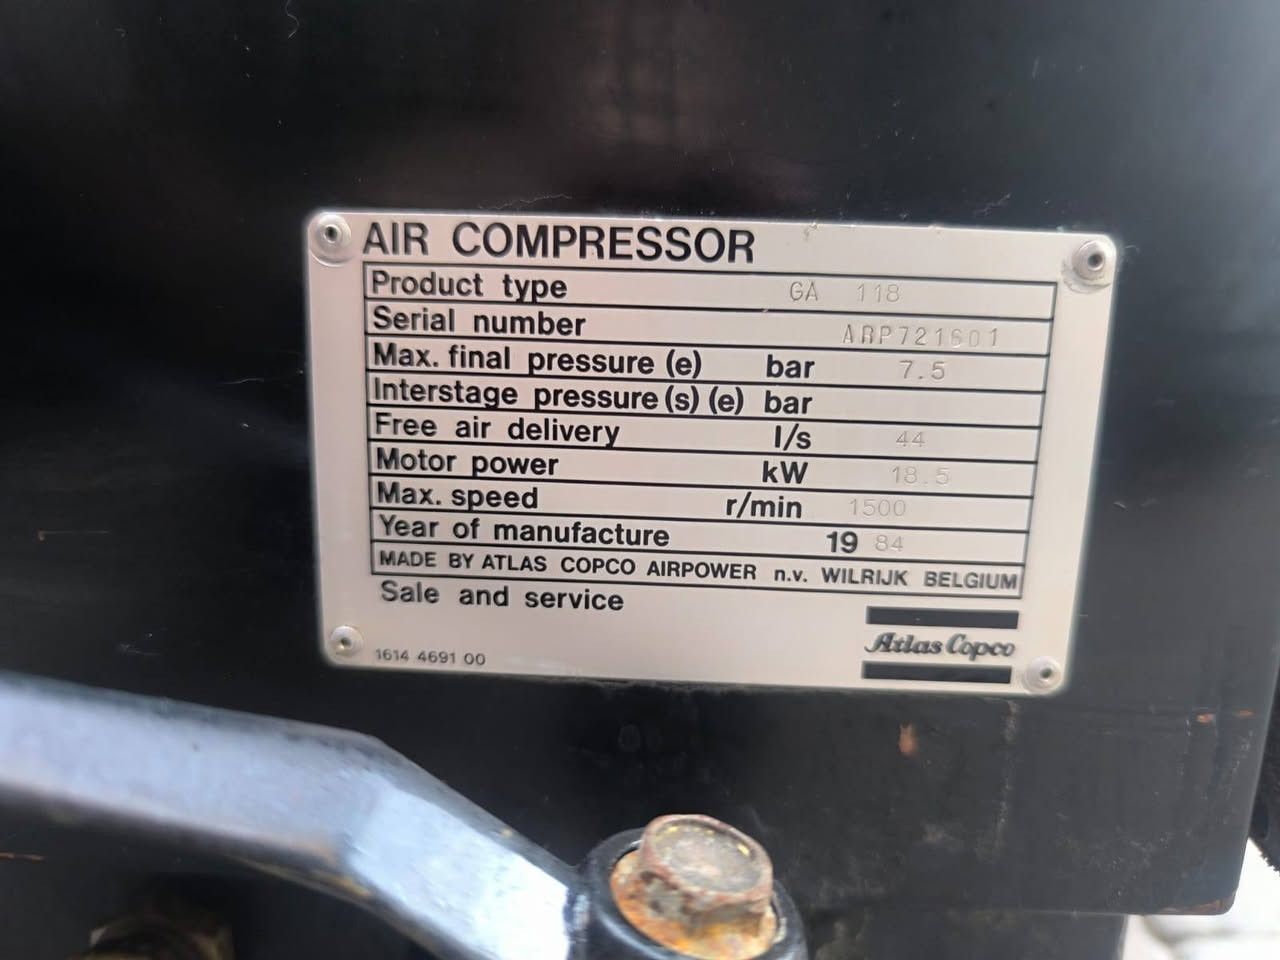 AIR COMPRESSOR
Product type GA 118
Serial number ARP721601
Max. final pressure (e) bar 7.5
Interstage pressure (s) (e) bar
Free air delivery l/s 44
Motor power kW 18.5
Max. speed r/min 1500
Year of manufacture 19 84
MADE BY ATLAS COPCO AIRPOWER n.v. WILRIJK BELGIUM
Sale and service
Atlas Copco
1614 4691 00